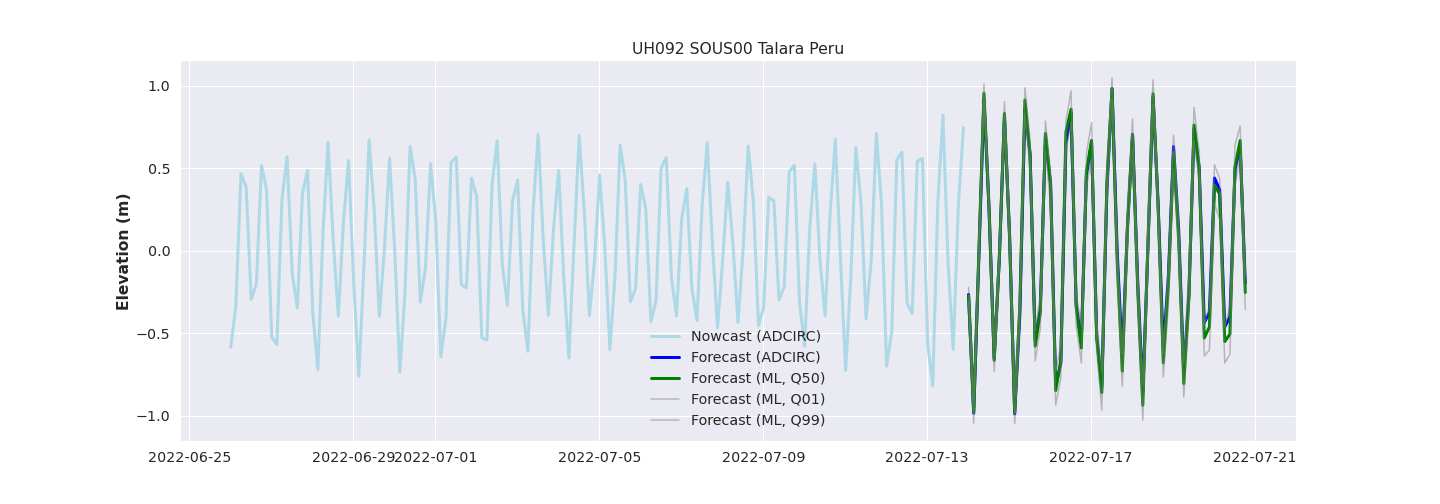 UH092 SOUS00 Talara Peru
1.0
0.5
0.0
−0.5
−1.0
Elevation (m)
Nowcast (ADCIRC)
Forecast (ADCIRC)
Forecast (ML, Q50)
Forecast (ML, Q01)
Forecast (ML, Q99)
2022-06-25 2022-06-29 2022-07-01 2022-07-05 2022-07-09 2022-07-13 2022-07-17 2022-07-21